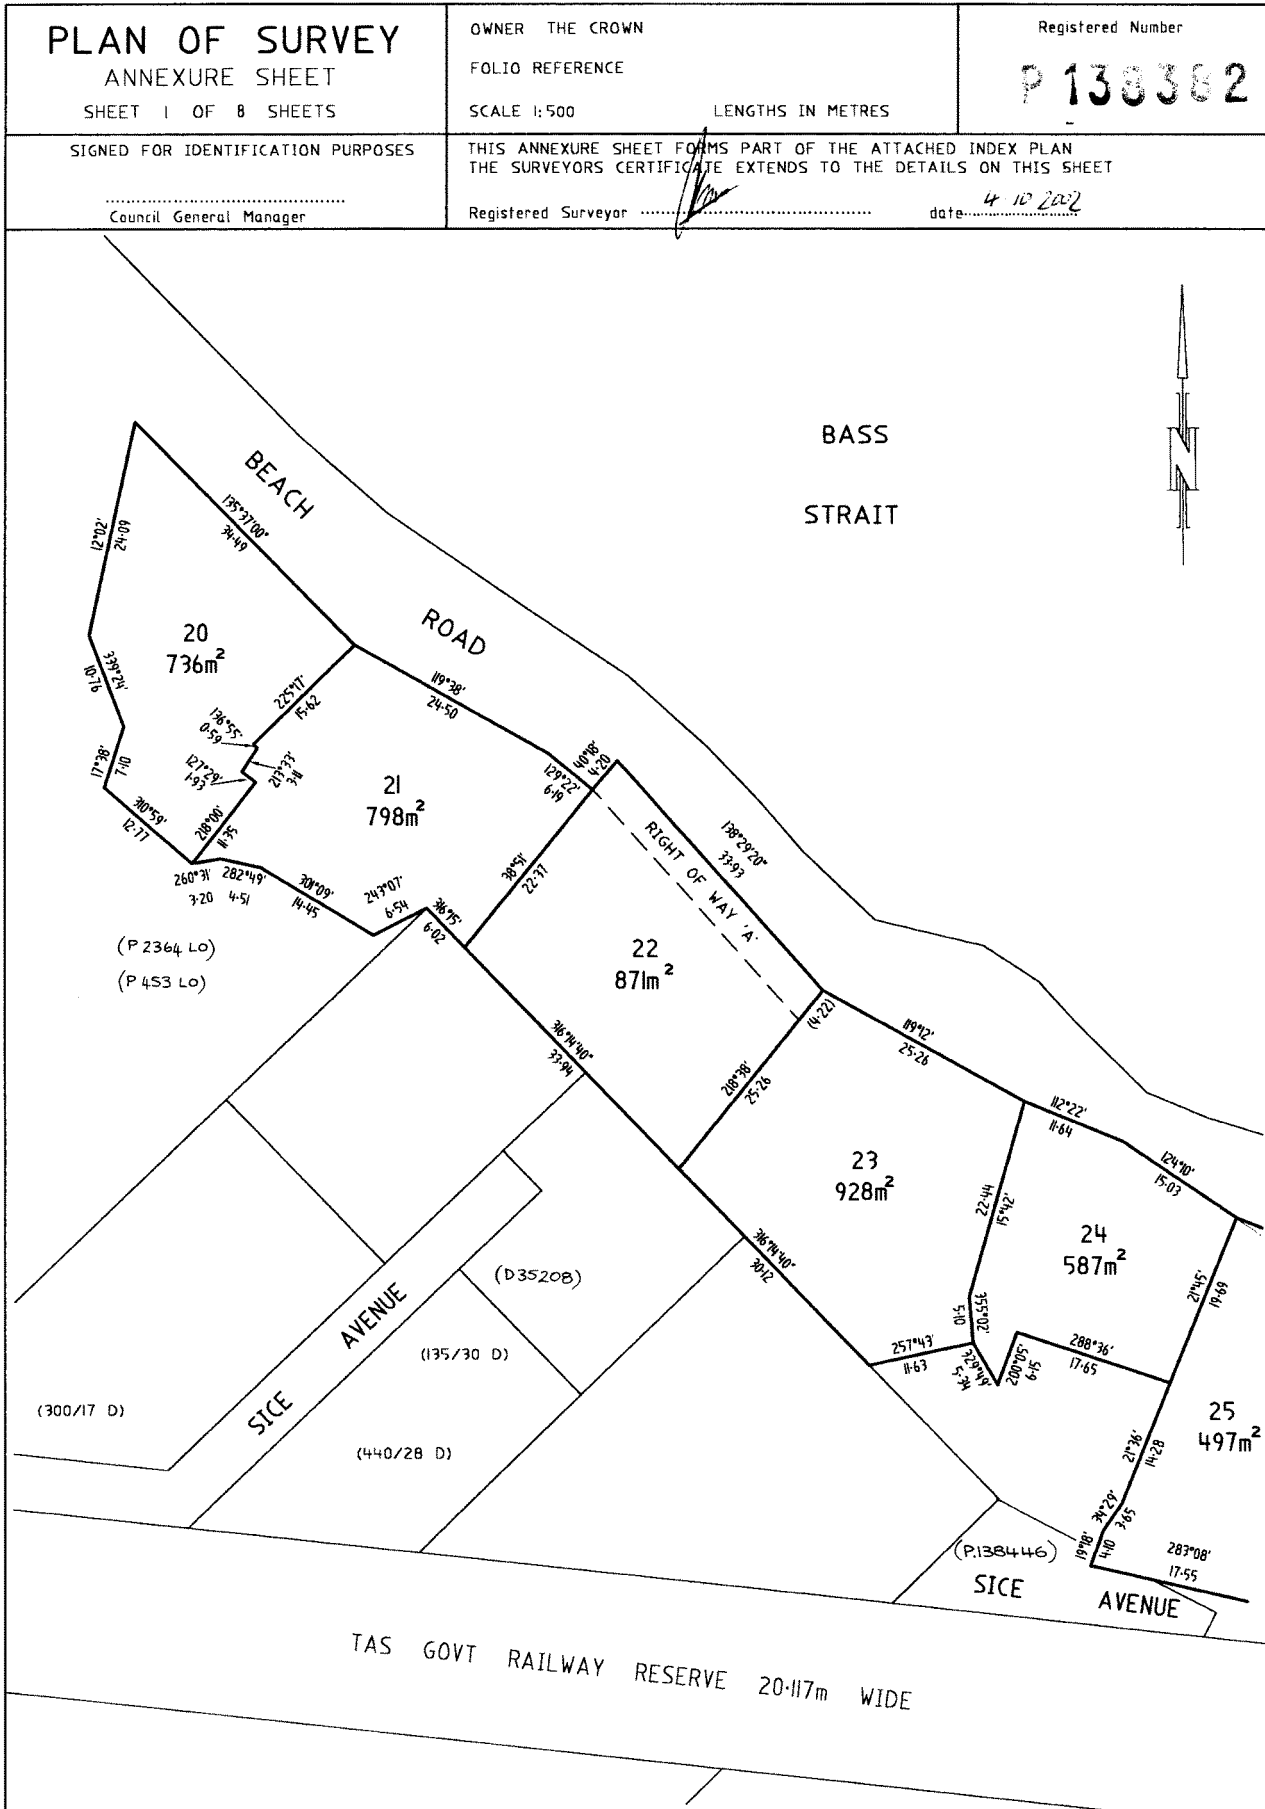 PLAN OF SURVEY
ANNEXURE SHEET
SHEET 1 OF 8 SHEETS
OWNER THE CROWN
FOLIO REFERENCE
SCALE 1:500 LENGTHS IN METRES
Registered Number
P 138382
SIGNED FOR IDENTIFICATION PURPOSES
Council General Manager
THIS ANNEXURE SHEET FORMS PART OF THE ATTACHED INDEX PLAN
THE SURVEYORS CERTIFICATE EXTENDS TO THE DETAILS ON THIS SHEET
Registered Surveyor
date 4·10·2002
BASS
STRAIT
N
BEACH
ROAD
135°37'00"
34·49
12°02'
24·09
20
736m²
339°24'
10·76
17°38'
7·10
310°59'
12·77
225°17'
15·62
136°55'
0·59
127°29'
1·93
213°33'
3·11
218°00'
11·35
119°38'
24·50
129°22'
6·19
21
798m²
260°31'
3·20
282°49'
4·51
301°09'
14·45
243°07'
6·54
316°15'
6·02
38°51'
22·37
40°18'
4·20
138°29'20"
33·93
RIGHT OF WAY 'A'
22
871m²
(4·22)
218°38'
25·26
316°14'40"
33·94
(P 2364 LO)
(P 453 LO)
119°12'
25·26
23
928m²
112°22'
11·64
124°10'
15·03
22·44
15°42'
24
587m²
355°02'
5·10
257°43'
11·63
329°49'
5·34
200°05'
6·15
288°36'
17·65
21°45'
19·69
316°14'40"
30·12
25
497m²
21°36'
14·28
34°29'
3·65
19°18'
4·10
283°08'
17·55
(D35208)
(135/30 D)
(300/17 D)
(440/28 D)
SICE AVENUE
(P.138446)
SICE AVENUE
TAS GOVT RAILWAY RESERVE 20·117m WIDE